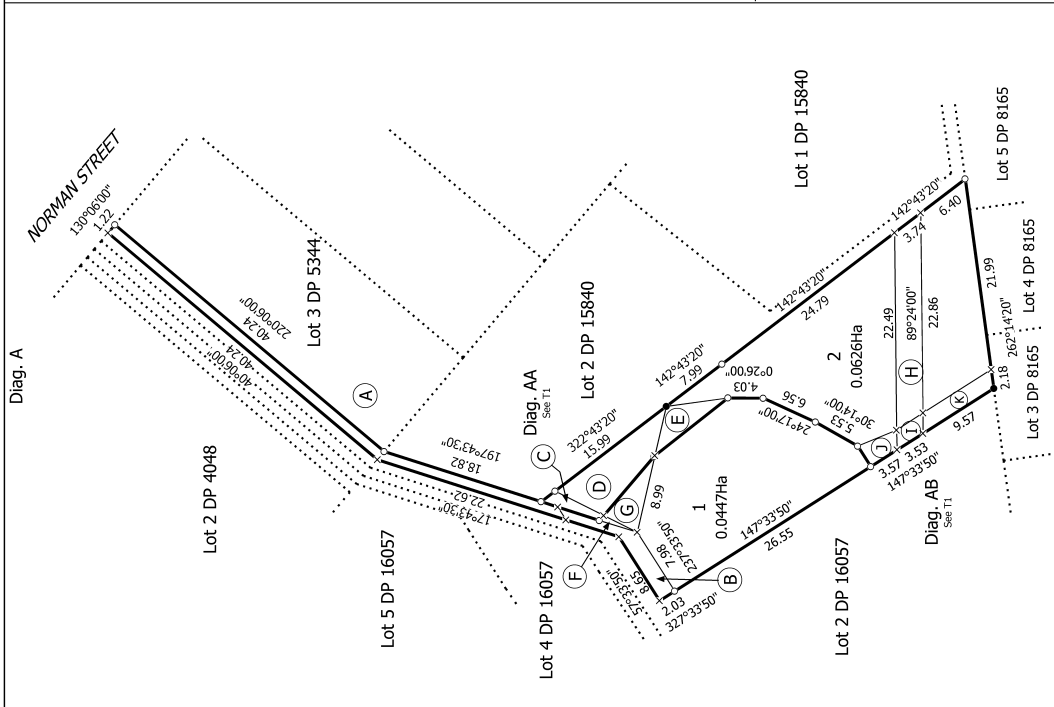 Diag. A
NORMAN STREET
130°06'00"
1.22
Lot 3 DP 5344
220°06'00"
40.24
40.24
40°06'00"
A
Lot 2 DP 4048
Lot 5 DP 16057
197°43'30"
18.82
22.62
17°43'30"
Diag. AA
See T1
Lot 2 DP 15840
Lot 1 DP 15840
322°43'20"
15.99
142°43'20"
7.99
142°43'20"
24.79
142°43'20"
3.74
6.40
Lot 5 DP 8165
C
D
E
F
G
B
Lot 4 DP 16057
57°33'50"
8.65
2.03
327°33'50"
7.98
237°33'50"
8.99
1
0.0447Ha
147°33'50"
26.55
0°26'00"
4.03
6.56
24°17'00"
5.53
30°14'00"
2
0.0626Ha
22.49
89°24'00"
22.86
H
I
J
K
3.57
3.53
147°33'50"
9.57
21.99
262°14'20"
2.18
Lot 4 DP 8165
Lot 3 DP 8165
Diag. AB
See T1
Lot 2 DP 16057